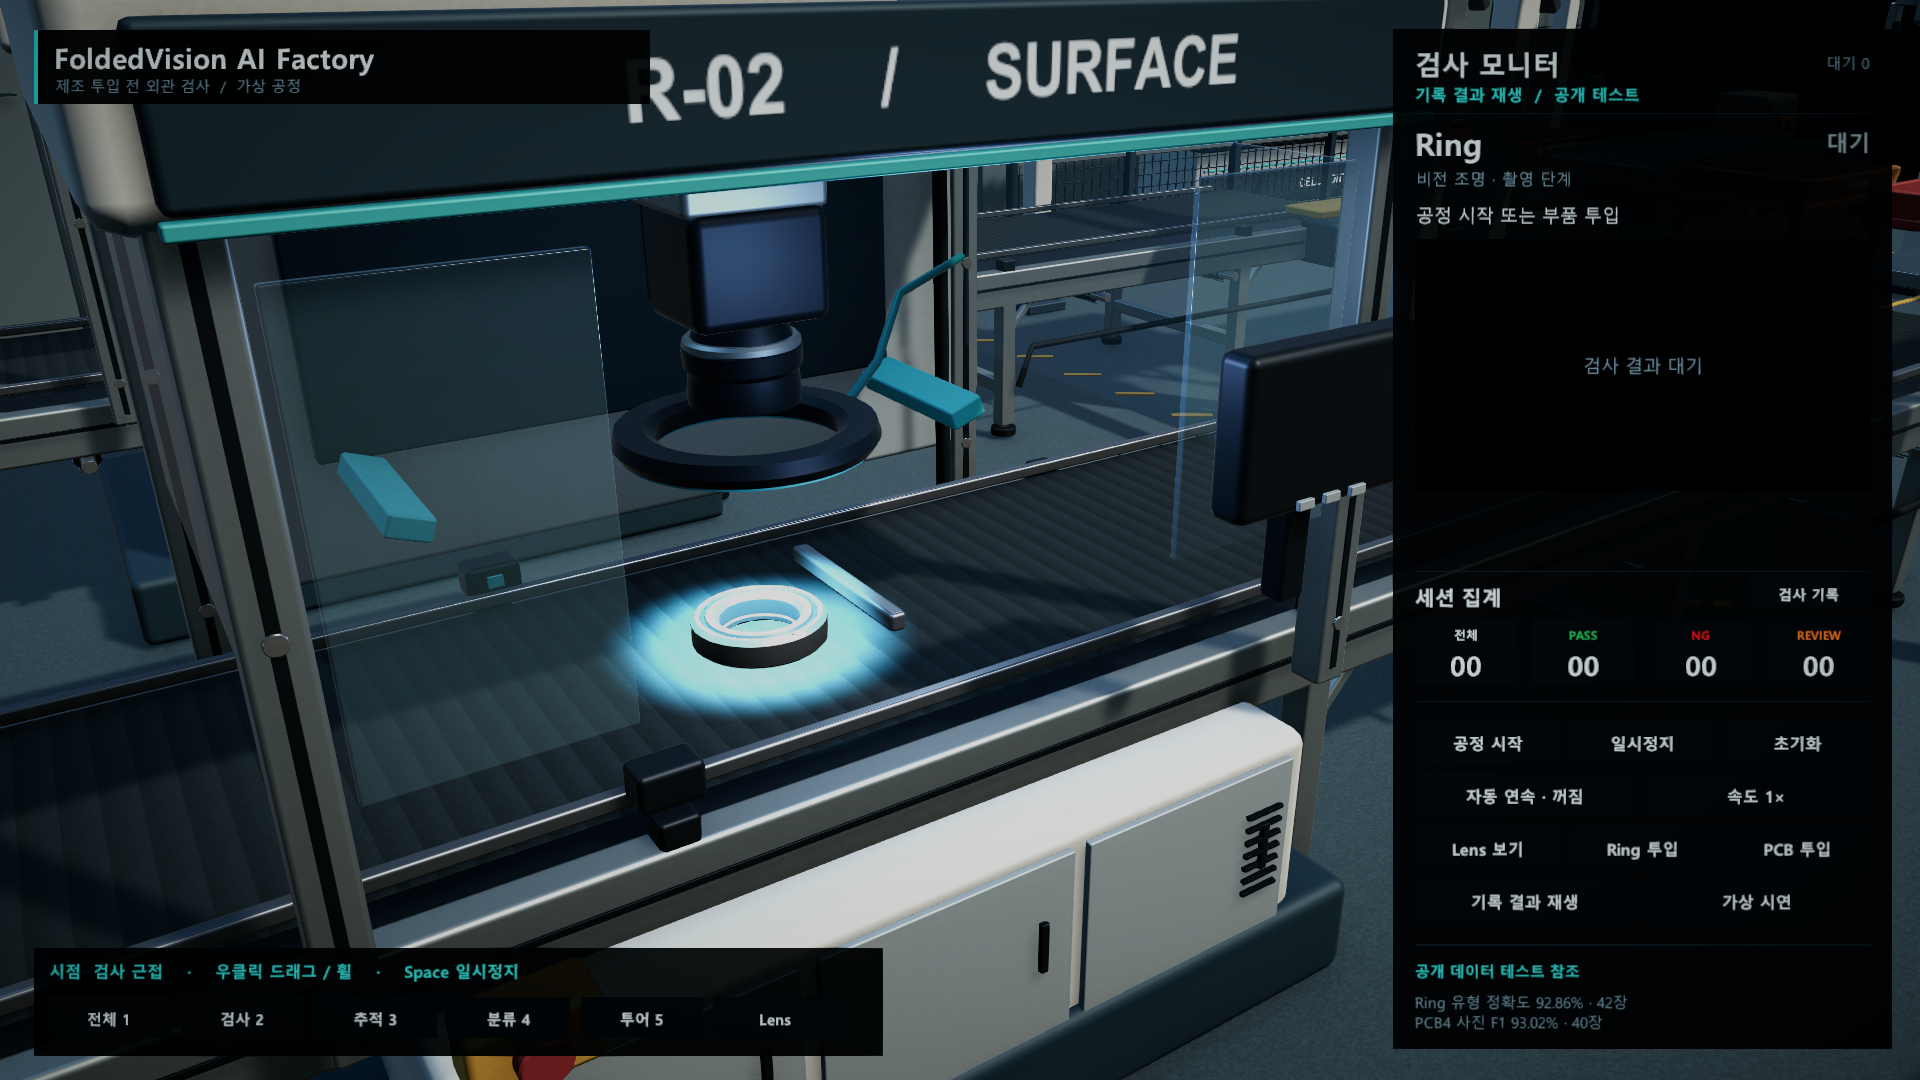 FoldedVision AI Factory
제조 투입 전 외관 검사 / 가상 공정
R-02 / SURFACE
검사 모니터
대기 0
기록 결과 재생 / 공개 테스트
Ring
대기
비전 조명 · 촬영 단계
공정 시작 또는 부품 투입
검사 결과 대기
세션 집계
검사 기록
전체 PASS NG REVIEW
00 00 00 00
공정 시작 일시정지 초기화
자동 연속 · 꺼짐 속도 1×
Lens 보기 Ring 투입 PCB 투입
기록 결과 재생 가상 시연
공개 데이터 테스트 참조
Ring 유형 정확도 92.86% · 42장
PCB4 사진 F1 93.02% · 40장
시점 검사 근접 · 우클릭 드래그 / 휠 · Space 일시정지
전체 1 검사 2 추적 3 분류 4 투어 5 Lens